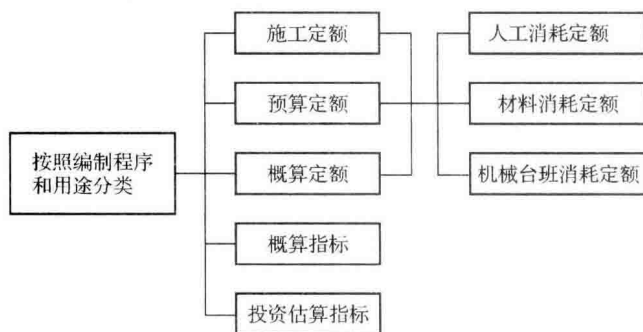 按照编制程序
和用途分类
施工定额
预算定额
概算定额
概算指标
投资估算指标
人工消耗定额
材料消耗定额
机械台班消耗定额